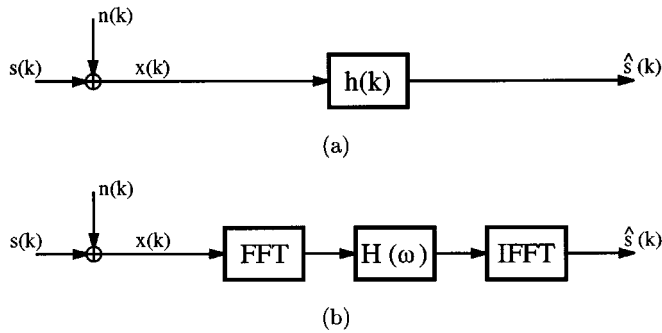 n(k)
s(k) x(k) h(k) ŝ (k)
(a)
n(k)
s(k) x(k) FFT H (ω) IFFT ŝ (k)
(b)